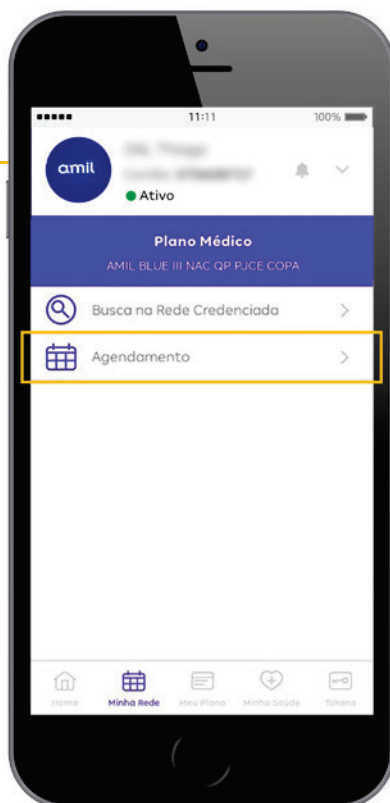 11:11
100%
amil
Ativo
Plano Médico
AMIL BLUE III NAC QP PJCE COPA
Busca na Rede Credenciada
Agendamento
Home
Minha Rede
Meu Plano
Minha Saúde
Tokens